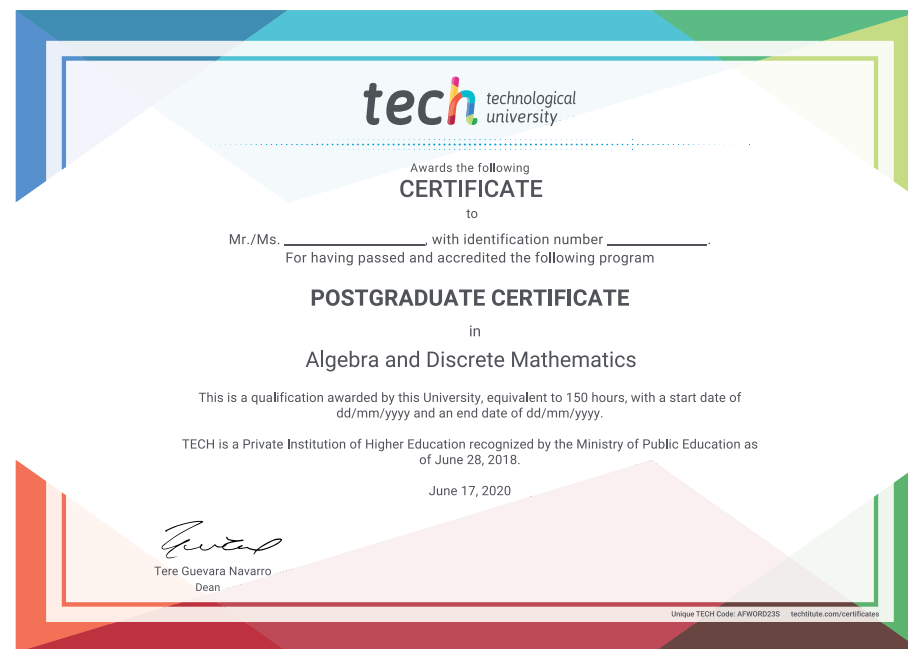 tech technological
university
Awards the following
CERTIFICATE
to
Mr./Ms. ____________________, with identification number ______________.
For having passed and accredited the following program
POSTGRADUATE CERTIFICATE
in
Algebra and Discrete Mathematics
This is a qualification awarded by this University, equivalent to 150 hours, with a start date of
dd/mm/yyyy and an end date of dd/mm/yyyy.
TECH is a Private Institution of Higher Education recognized by the Ministry of Public Education as
of June 28, 2018.
June 17, 2020
Tere Guevara Navarro
Dean
Unique TECH Code: AFWORD23S techtitute.com/certificates